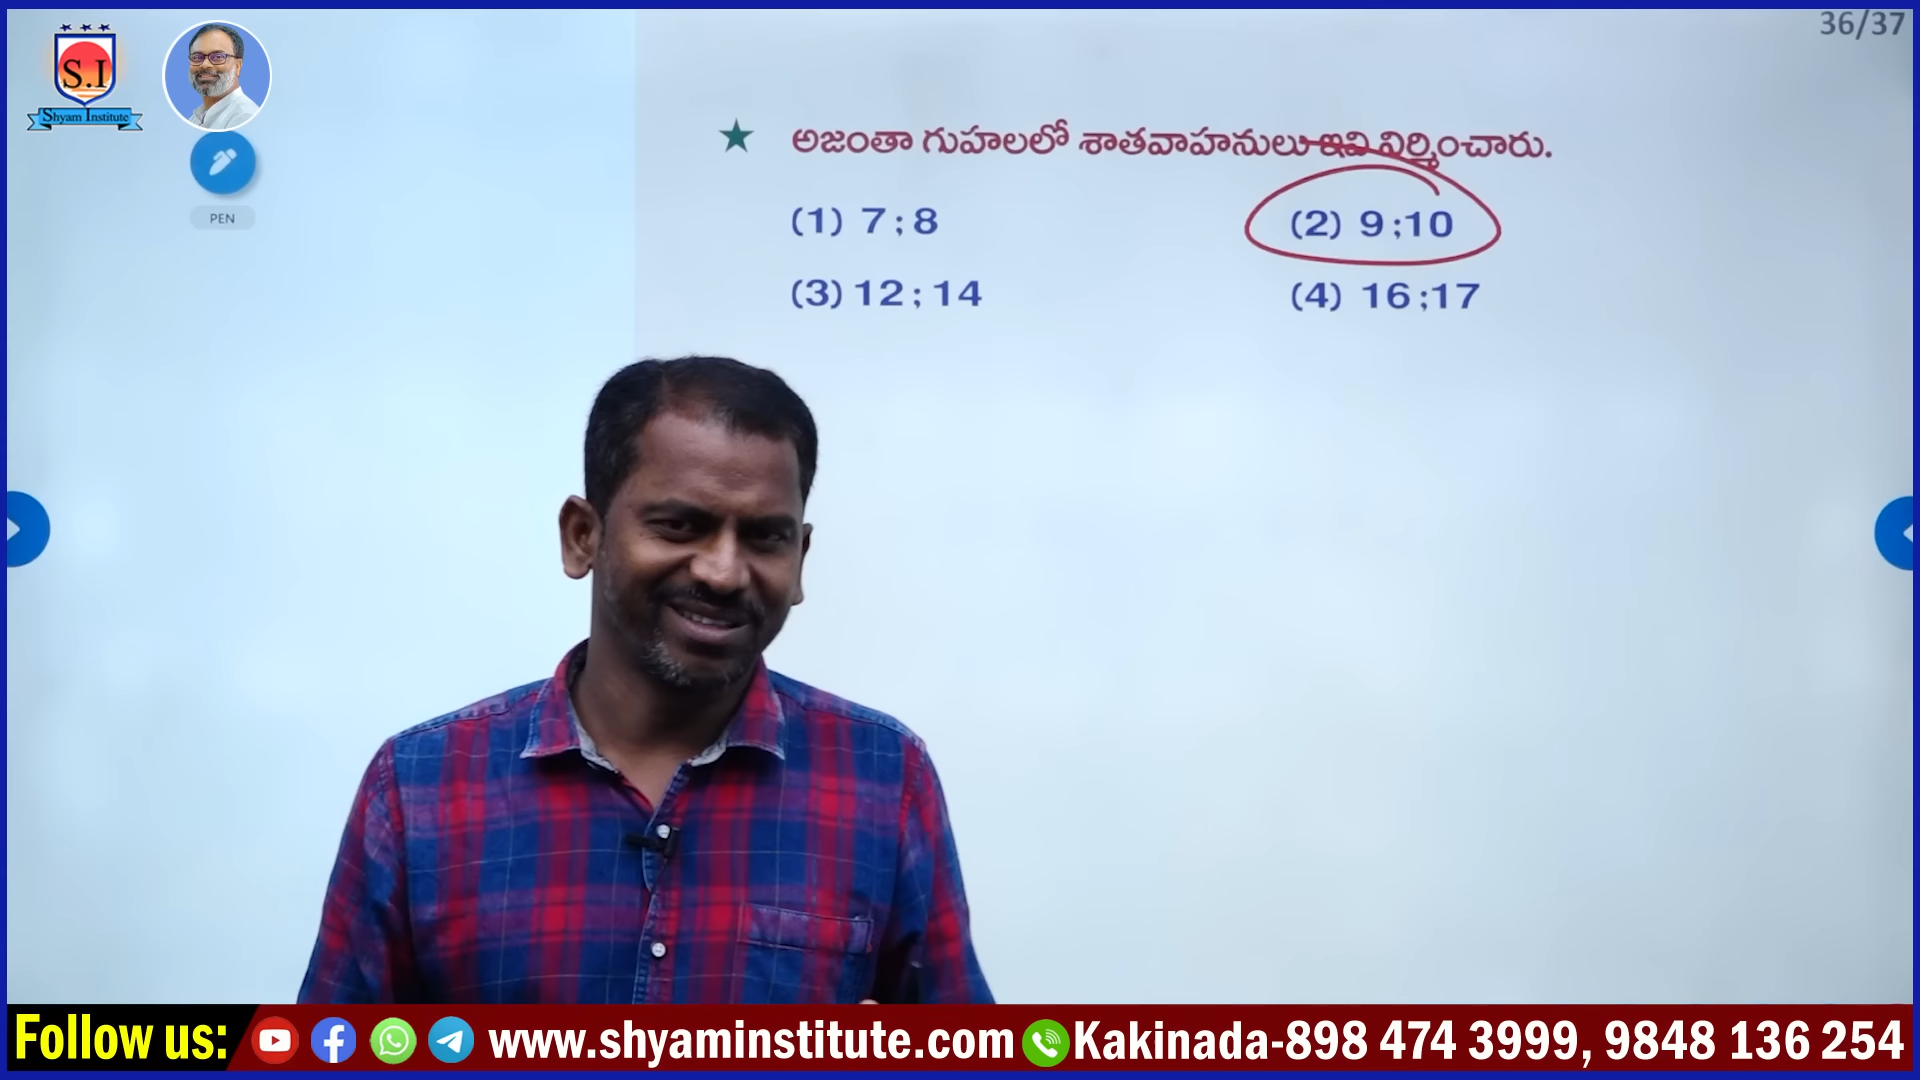 36/37
S.I
Shyam Institute
PEN
★ అజంతా గుహలలో శాతవాహనులు ఇవి నిర్మించారు.
(1) 7 ; 8
(2) 9 ;10
(3) 12 ; 14
(4) 16 ;17
Follow us: www.shyaminstitute.com Kakinada-898 474 3999, 9848 136 254